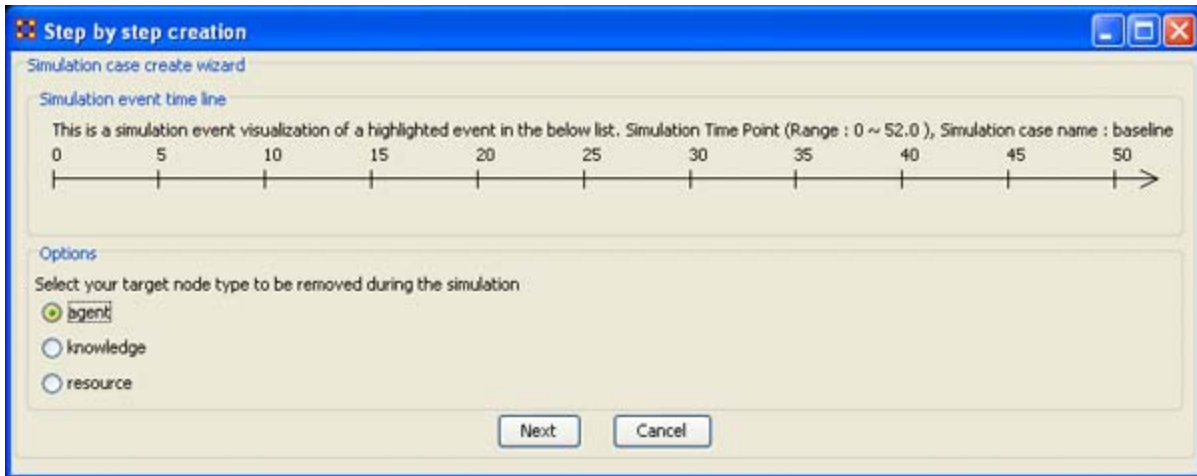 Step by step creation
Simulation case create wizard
Simulation event time line
This is a simulation event visualization of a highlighted event in the below list. Simulation Time Point (Range : 0 ~ 52.0 ), Simulation case name : baseline
0 5 10 15 20 25 30 35 40 45 50
Options
Select your target node type to be removed during the simulation
agent
knowledge
resource
Next Cancel